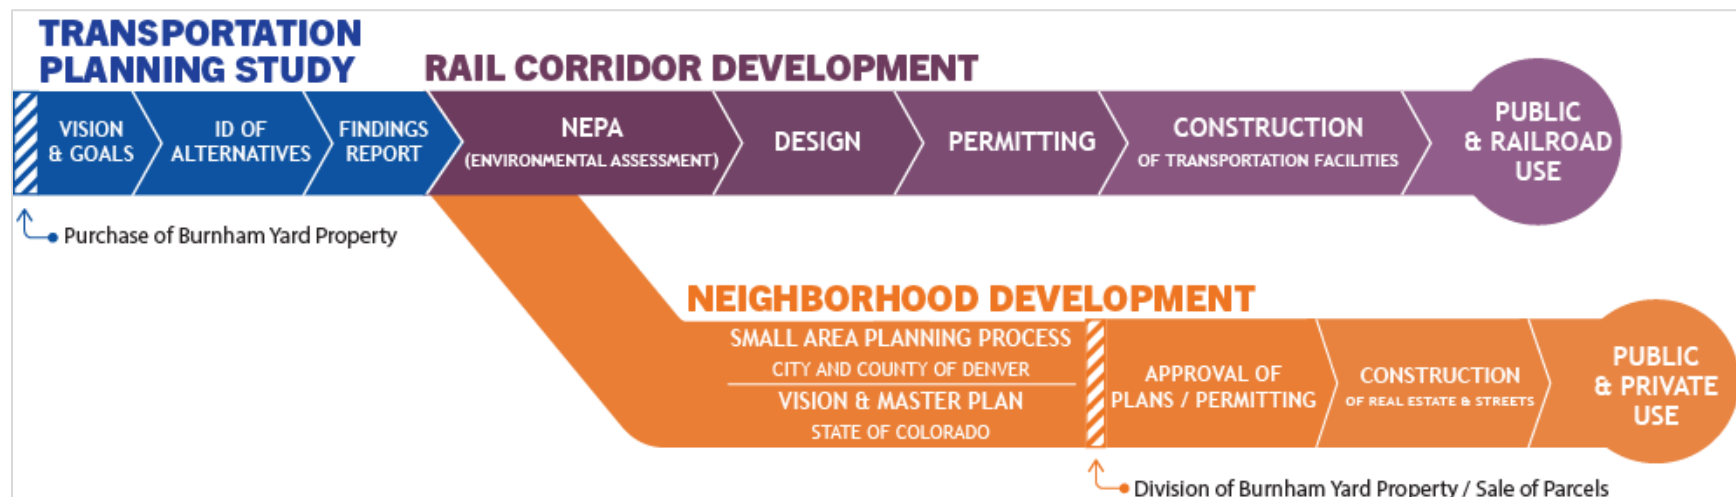 TRANSPORTATION
PLANNING STUDY
RAIL CORRIDOR DEVELOPMENT
VISION
& GOALS
ID OF
ALTERNATIVES
FINDINGS
REPORT
NEPA
(ENVIRONMENTAL ASSESSMENT)
DESIGN
PERMITTING
CONSTRUCTION
OF TRANSPORTATION FACILITIES
PUBLIC
& RAILROAD
USE
Purchase of Burnham Yard Property
NEIGHBORHOOD DEVELOPMENT
SMALL AREA PLANNING PROCESS
CITY AND COUNTY OF DENVER
VISION & MASTER PLAN
STATE OF COLORADO
APPROVAL OF
PLANS / PERMITTING
CONSTRUCTION
OF REAL ESTATE & STREETS
PUBLIC
& PRIVATE
USE
Division of Burnham Yard Property / Sale of Parcels